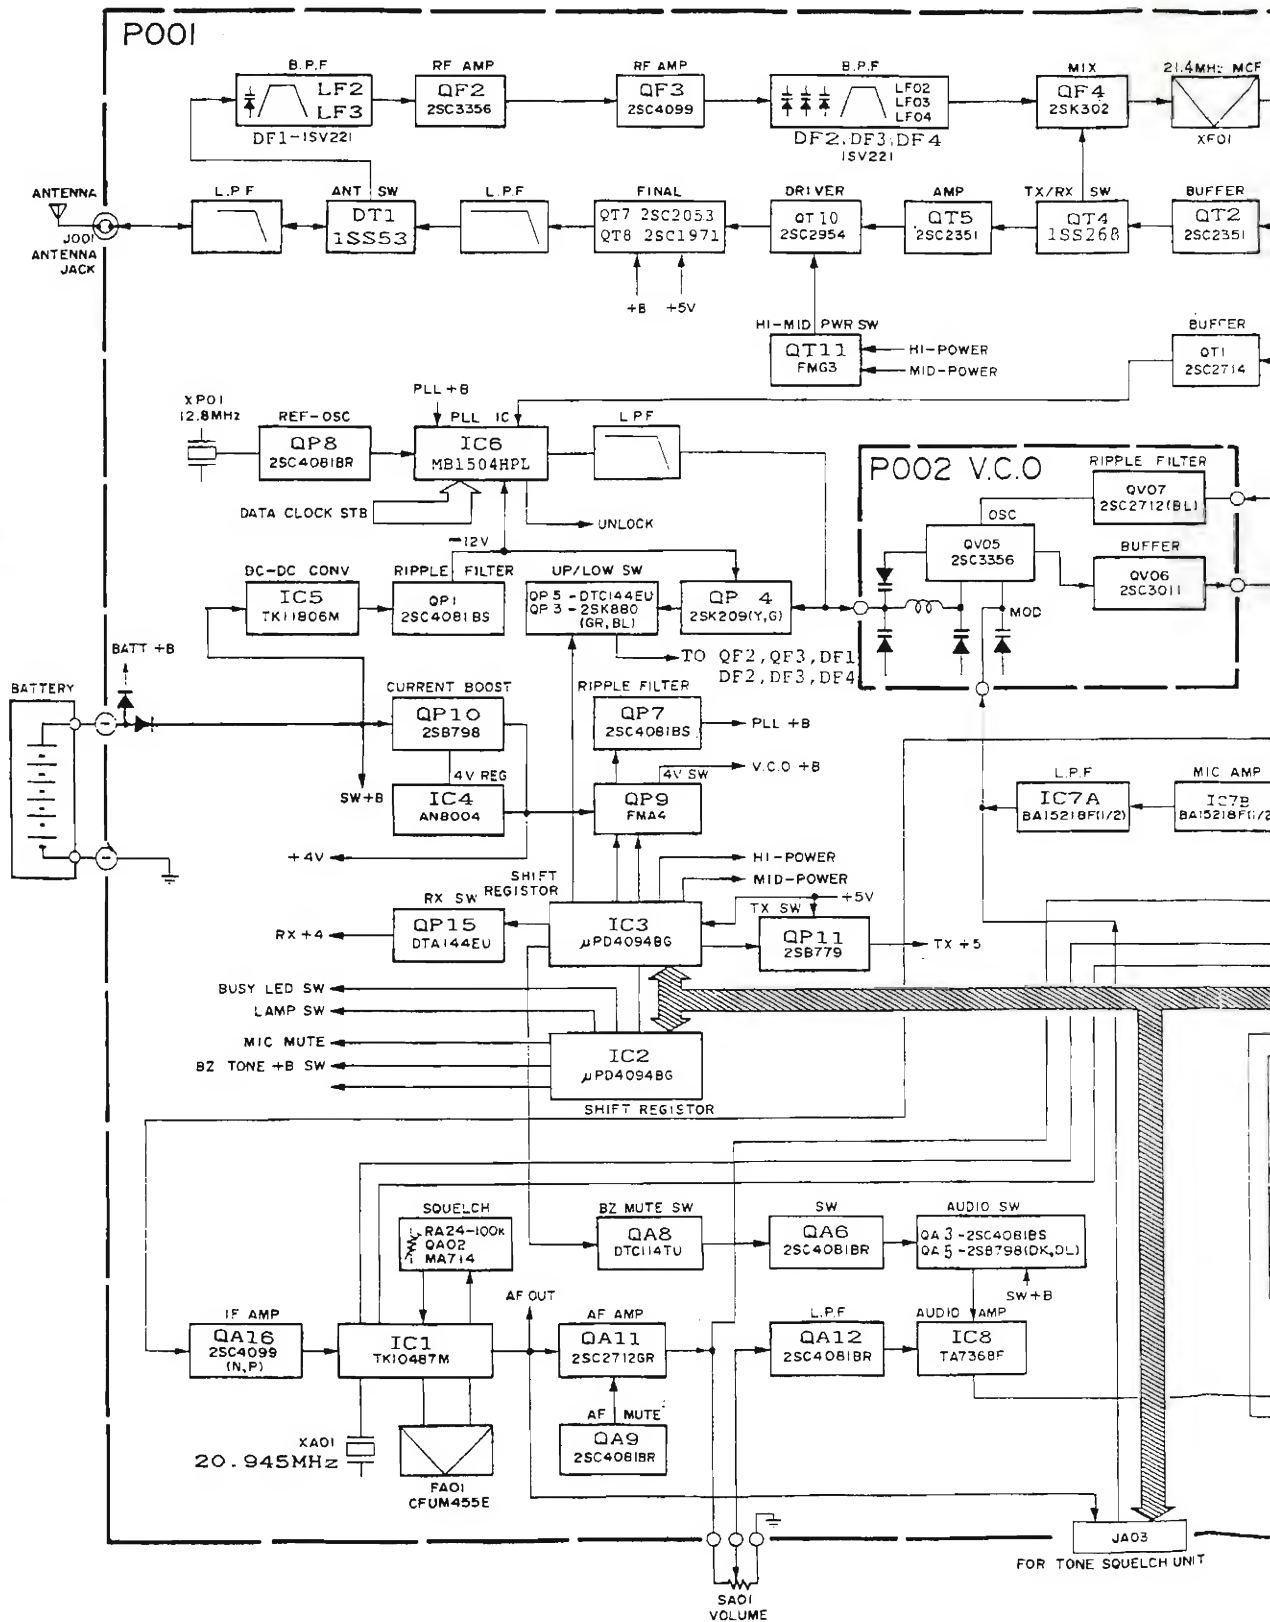 P001
B.P.F
LF2
LF3
DF1-1SV221
RF AMP
QF2
2SC3356
RF AMP
QF3
2SC4099
B.P.F
LF02
LF03
LF04
DF2,DF3,DF4
1SV221
MIX
QF4
2SK302
21.4MHz MCF
XF01
ANTENNA
J001
ANTENNA
JACK
L.P.F
ANT SW
DT1
1SS53
L.P.F
FINAL
QT7 2SC2053
QT8 2SC1971
+B
+5V
DRIVER
QT10
2SC2954
AMP
QT5
2SC2351
TX/RX SW
QT4
1SS268
BUFFER
QT2
2SC2351
HI-MID PWR SW
QT11
FMG3
HI-POWER
MID-POWER
BUFFER
QT1
2SC2714
XP01
12.8MHz
REF-OSC
QP8
2SC4081BR
PLL +B
PLL IC
IC6
MB1504HPL
L.P.F
DATA CLOCK STB
UNLOCK
-12V
P002 V.C.O
RIPPLE FILTER
QV07
2SC2712(BL)
OSC
QV05
2SC3356
BUFFER
QV06
2SC3011
MOD
DC-DC CONV
IC5
TK11806M
RIPPLE FILTER
QP1
2SC4081BS
UP/LOW SW
QP5-DTC144EU
QP3-2SK880
(GR,BL)
QP 4
2SK209(Y,G)
TO QF2,QF3,DF1
DF2,DF3,DF4
BATTERY
BATT +B
CURRENT BOOST
QP10
2SB798
4V REG
IC4
AN8004
SW+B
+4V
RIPPLE FILTER
QP7
2SC4081BS
PLL +B
4V SW
QP9
FMA4
V.C.O +B
L.P.F
IC7A
BA15218F(1/2)
MIC AMP
IC7B
BA15218F(1/2
HI-POWER
MID-POWER
RX SW
QP15
DTA144EU
RX +4
SHIFT
REGISTOR
IC3
μPD4094BG
+5V
TX SW
QP11
2SB779
TX +5
BUSY LED SW
LAMP SW
MIC MUTE
BZ TONE +B SW
IC2
μPD4094BG
SHIFT REGISTOR
SQUELCH
RA24-100K
QA02
MA714
BZ MUTE SW
QA8
DTC114TU
SW
QA6
2SC4081BR
AUDIO SW
QA3-2SC4081BS
QA5-2SB798(DK,DL)
SW+B
IF AMP
QA16
2SC4099
(N,P)
IC1
TK10487M
AF OUT
AF AMP
QA11
2SC2712GR
L.P.F
QA12
2SC4081BR
AUDIO AMP
IC8
TA7368F
AF MUTE
QA9
2SC4081BR
XA01
20.945MHz
FA01
CFUM455E
SA01
VOLUME
JA03
FOR TONE SQUELCH UNIT